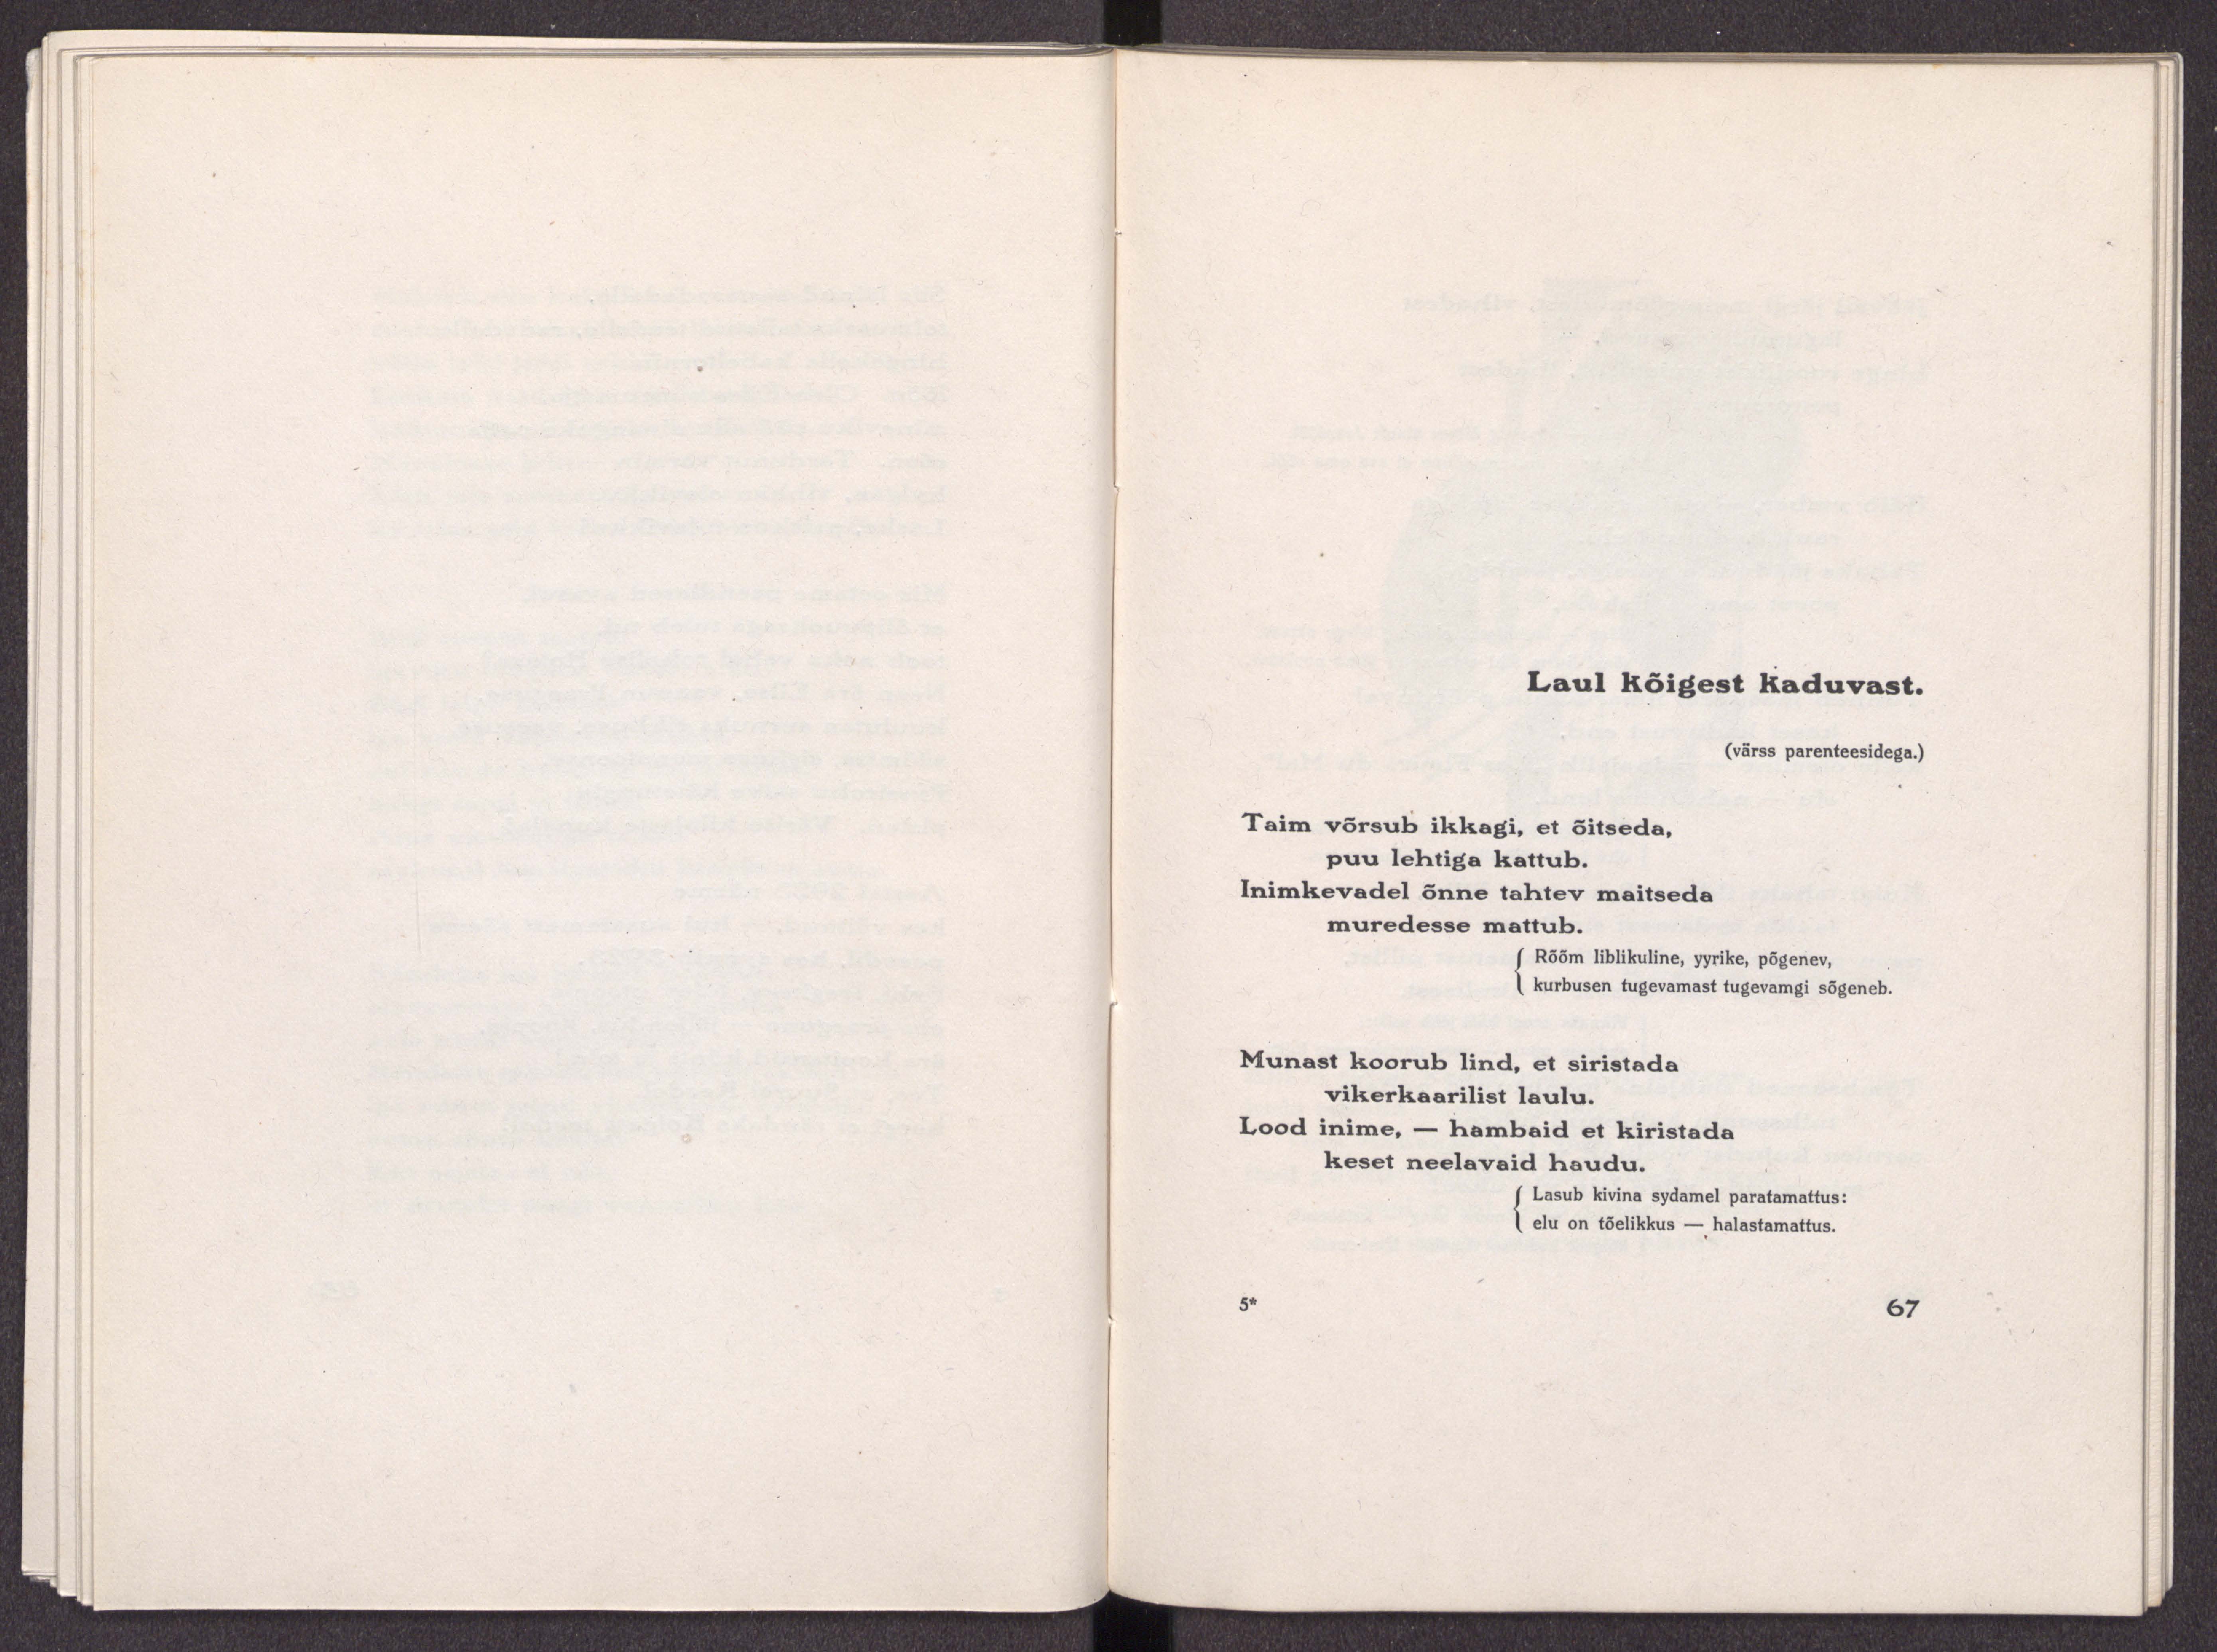 Laul kõigest kaduvast.
(värss parenteesidega.)
Taim võrsub ikkagi, et õitseda,
puu lehtiga kattub.
Inimkevadel õnne tahtev maitseda
muredesse mattub.
Rõõm liblikuline, yyrike, põgenev,
kurbusen tugevamast tugevamgi sõgeneb.
Munast koorub lind, et siristada
vikerkaarilist laulu.
Lood inime, — hambaid et kiristada
keset neelavaid haudu.
Lasub kivina sydamel paratamattus:
elu on tõelikkus — halastamattus.
5*
67